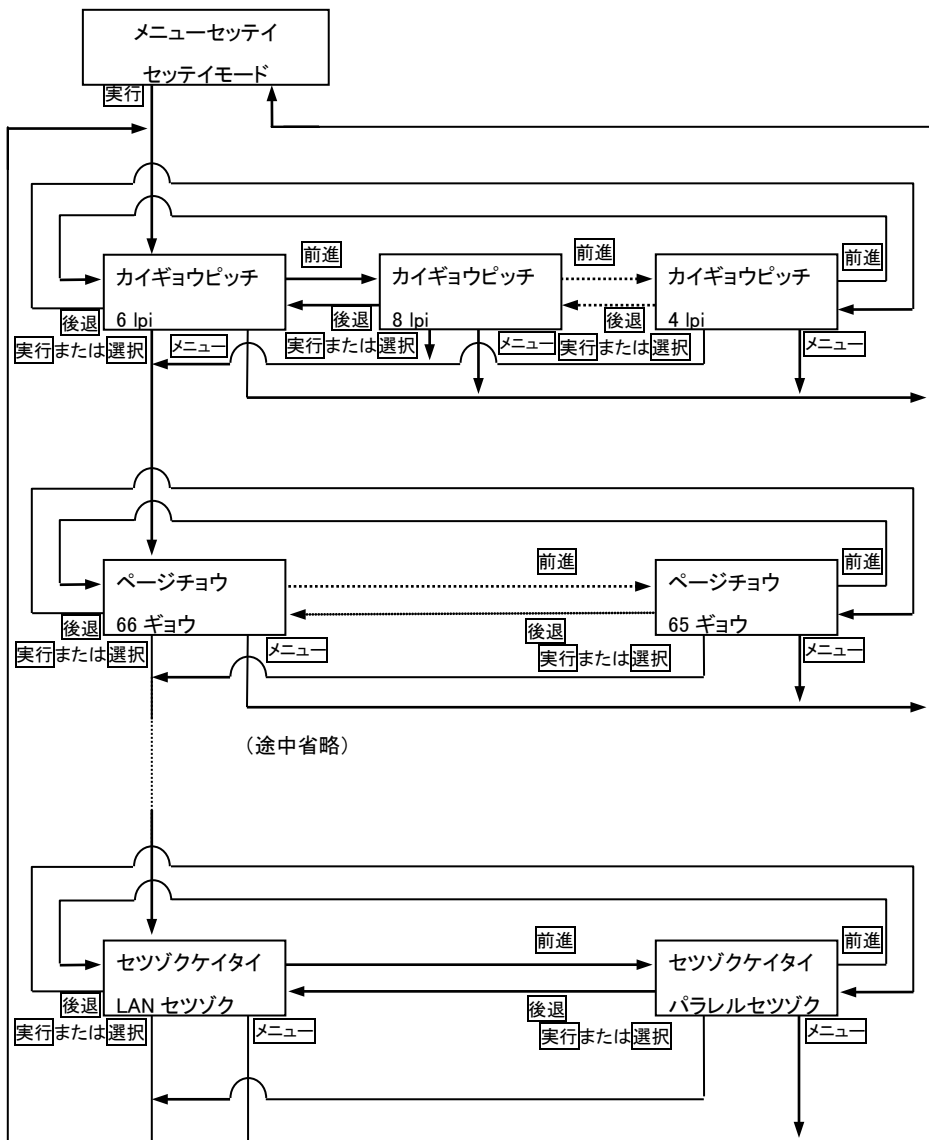 メニューセッテイ
セッテイモード
実行
前進
前進
前進
カイギョウピッチ
カイギョウピッチ
カイギョウピッチ
6 lpi
8 lpi
4 lpi
後退
後退
後退
実行または選択
メニュー
実行または選択
メニュー
実行または選択
メニュー
前進
前進
ページチョウ
ページチョウ
66 ギョウ
65 ギョウ
後退
後退
実行または選択
メニュー
実行または選択
メニュー
（途中省略）
前進
前進
セツゾクケイタイ
セツゾクケイタイ
LAN セツゾク
パラレルセツゾク
後退
後退
実行または選択
メニュー
実行または選択
メニュー